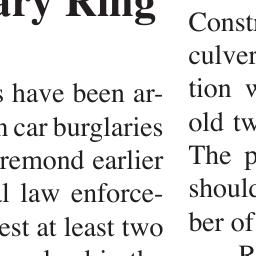 ary Ring
s have been ar-
n car burglaries
remond earlier
al law enforce-
est at least two
Constr
culver
tion w
old tw
The p
should
ber of